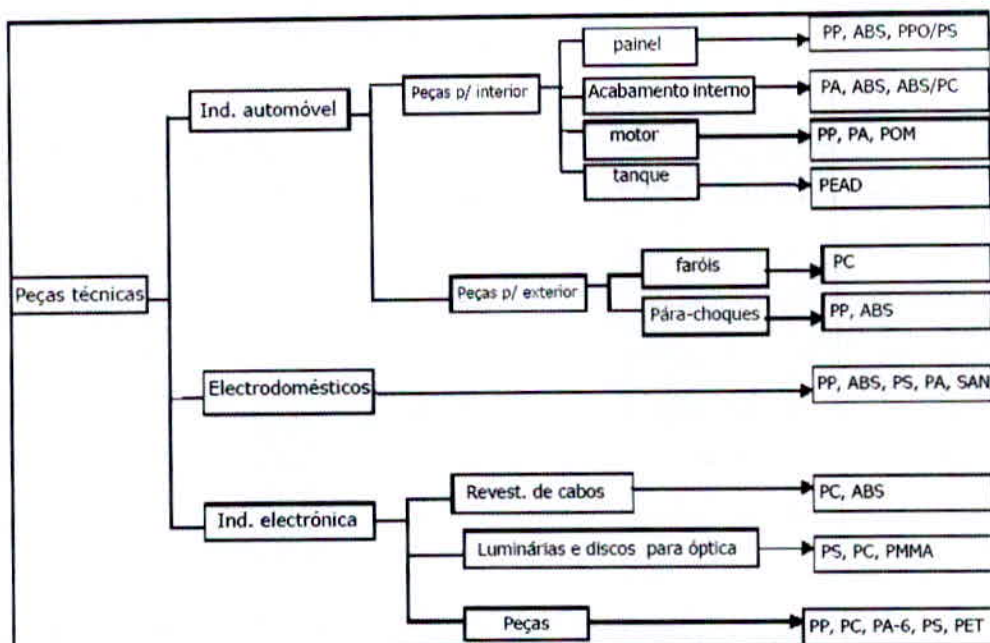 painel
PP, ABS, PPO/PS
Ind. automóvel
Peças p/ interior
Acabamento interno
PA, ABS, ABS/PC
motor
PP, PA, POM
tanque
PEAD
Peças técnicas
Peças p/ exterior
faróis
PC
Pára-choques
PP, ABS
Electrodomésticos
PP, ABS, PS, PA, SAN
Ind. electrónica
Revest. de cabos
PC, ABS
Luminárias e discos para óptica
PS, PC, PMMA
Peças
PP, PC, PA-6, PS, PET